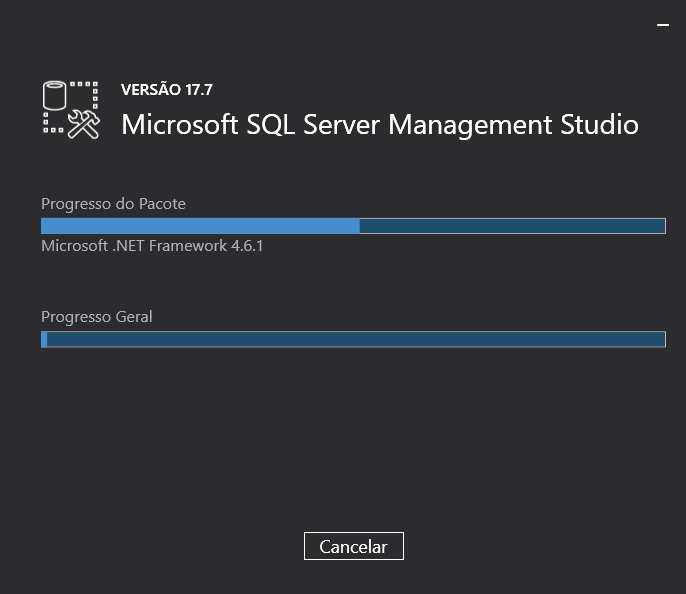 VERSÃO 17.7
Microsoft SQL Server Management Studio
Progresso do Pacote
Microsoft .NET Framework 4.6.1
Progresso Geral
Cancelar